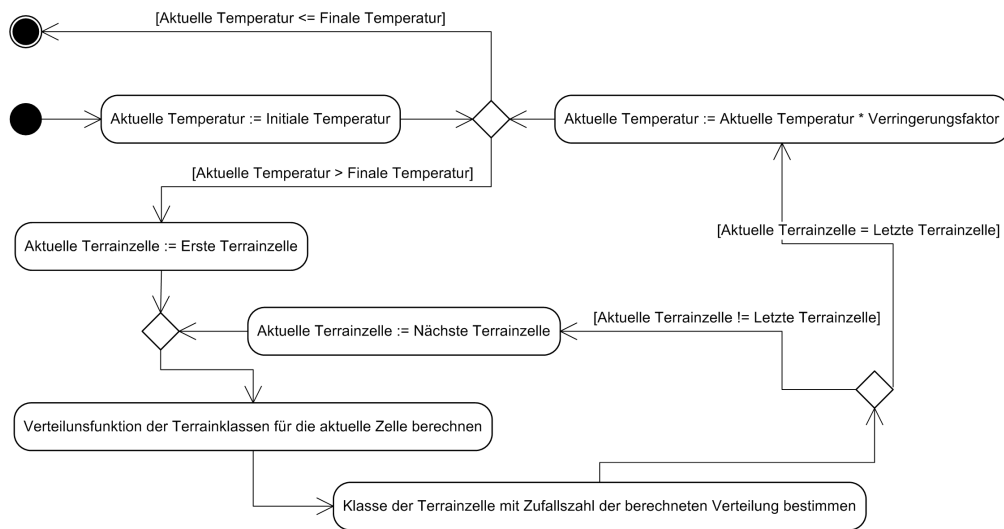 [Aktuelle Temperatur <= Finale Temperatur]
Aktuelle Temperatur := Initiale Temperatur
Aktuelle Temperatur := Aktuelle Temperatur * Verringerungsfaktor
[Aktuelle Temperatur > Finale Temperatur]
Aktuelle Terrainzelle := Erste Terrainzelle
[Aktuelle Terrainzelle = Letzte Terrainzelle]
Aktuelle Terrainzelle := Nächste Terrainzelle
[Aktuelle Terrainzelle != Letzte Terrainzelle]
Verteilunsfunktion der Terrainklassen für die aktuelle Zelle berechnen
Klasse der Terrainzelle mit Zufallszahl der berechneten Verteilung bestimmen